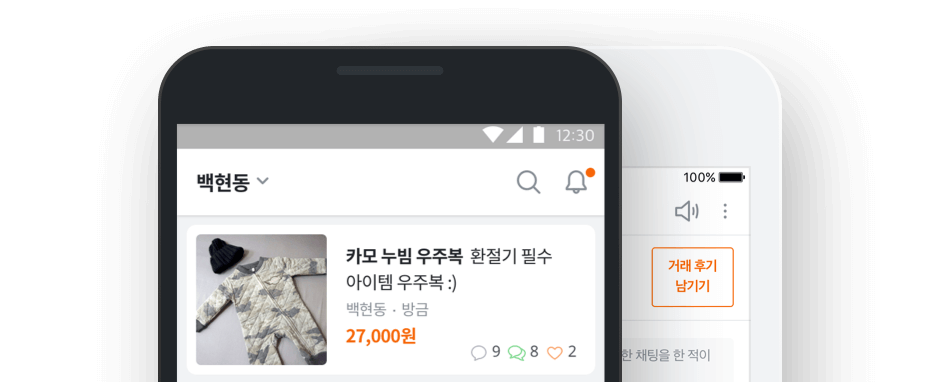 12:30
백현동
카모 누빔 우주복 환절기 필수
아이템 우주복 :)
백현동 · 방금
27,000원
9 8 2
100%
거래 후기
남기기
한 채팅을 한 적이